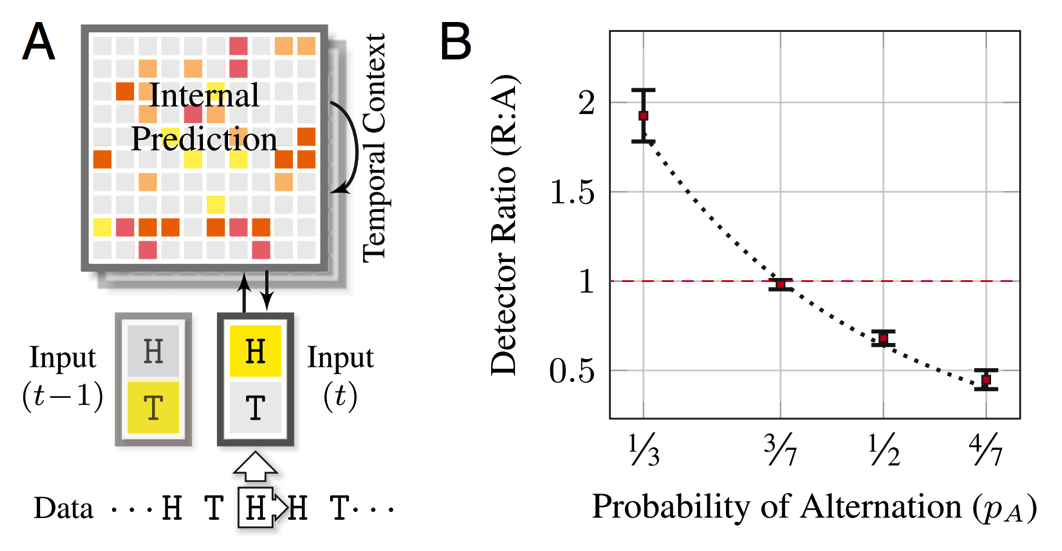 A
Internal
Prediction
Temporal Context
Input
(t−1)
H
T
H
T
Input
(t)
Data ··· H T H H T···
B
Detector Ratio (R:A)
2
1.5
1
0.5
1/3
3/7
1/2
4/7
Probability of Alternation (pA)